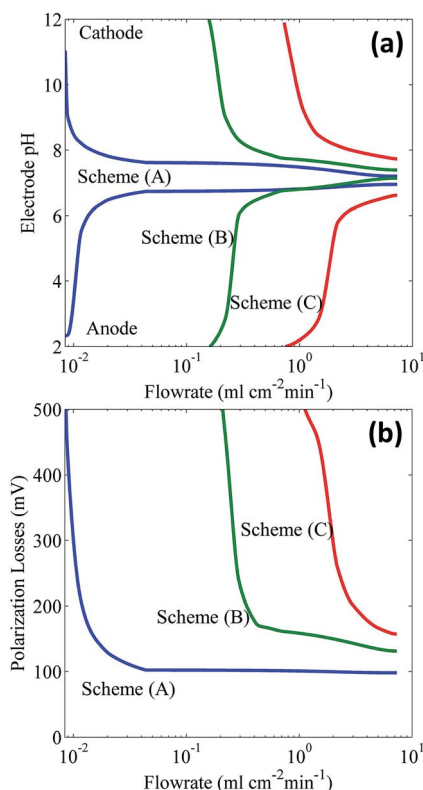 (a)
Cathode
12
10
8
6
4
2
Electrode pH
Scheme (A)
Scheme (B)
Scheme (C)
Anode
10⁻² 10⁻¹ 10⁰ 10¹
Flowrate (ml cm⁻²min⁻¹)
(b)
500
400
300
200
100
0
Polarization Losses (mV)
Scheme (C)
Scheme (B)
Scheme (A)
10⁻² 10⁻¹ 10⁰ 10¹
Flowrate (ml cm⁻²min⁻¹)